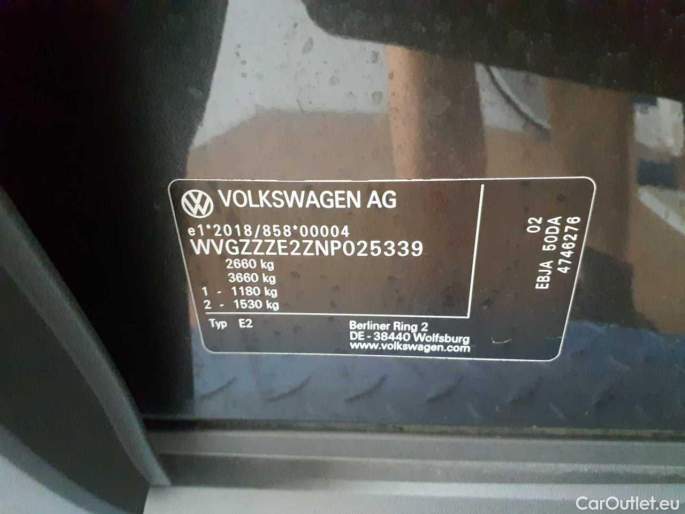 VOLKSWAGEN AG
e1*2018/858*00004
WVGZZZE2ZNP025339
2660 kg
3660 kg
1 - 1180 kg
2 - 1530 kg
Typ E2
Berliner Ring 2
DE - 38440 Wolfsburg
www.volkswagen.com
02
EBJA 50DA
4746276
CarOutlet.eu